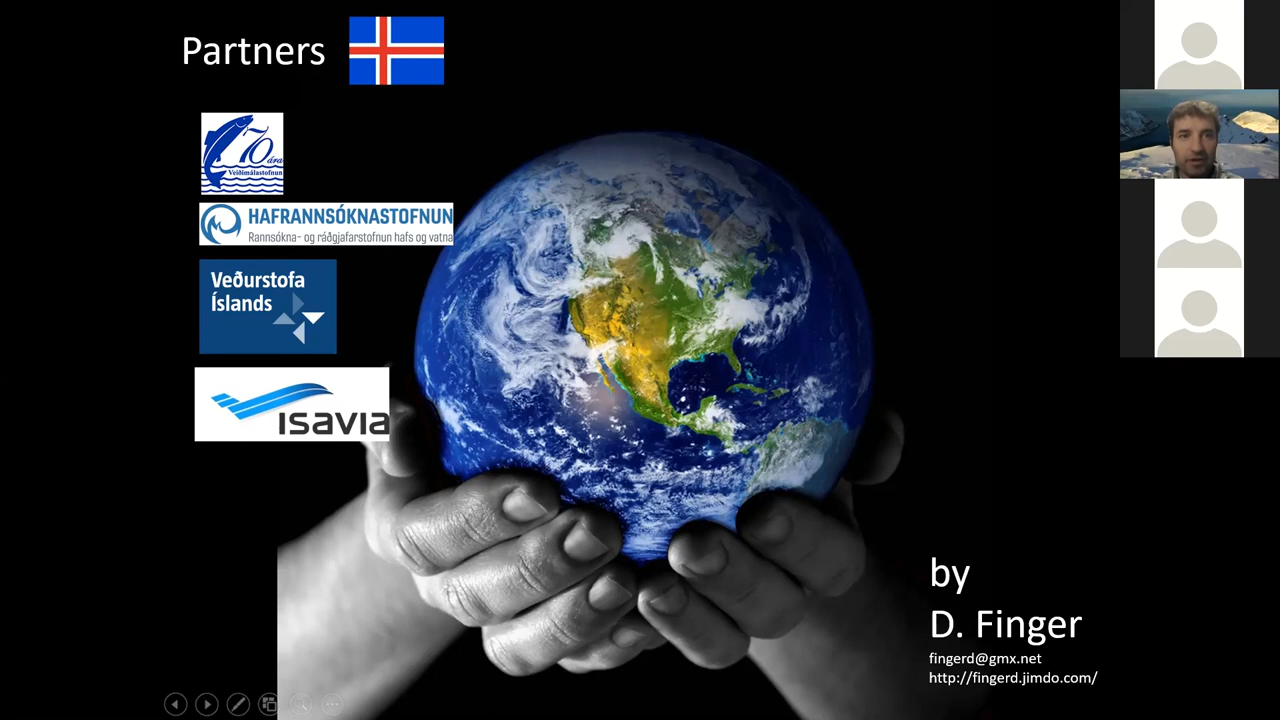 Partners
70
ára
Veiðimálastofnun
HAFRANNSÓKNASTOFNUN
Rannsókna- og ráðgjafarstofnun hafs og vatna
Veðurstofa
Íslands
ISAVIA
by
D. Finger
fingerd@gmx.net
http://fingerd.jimdo.com/